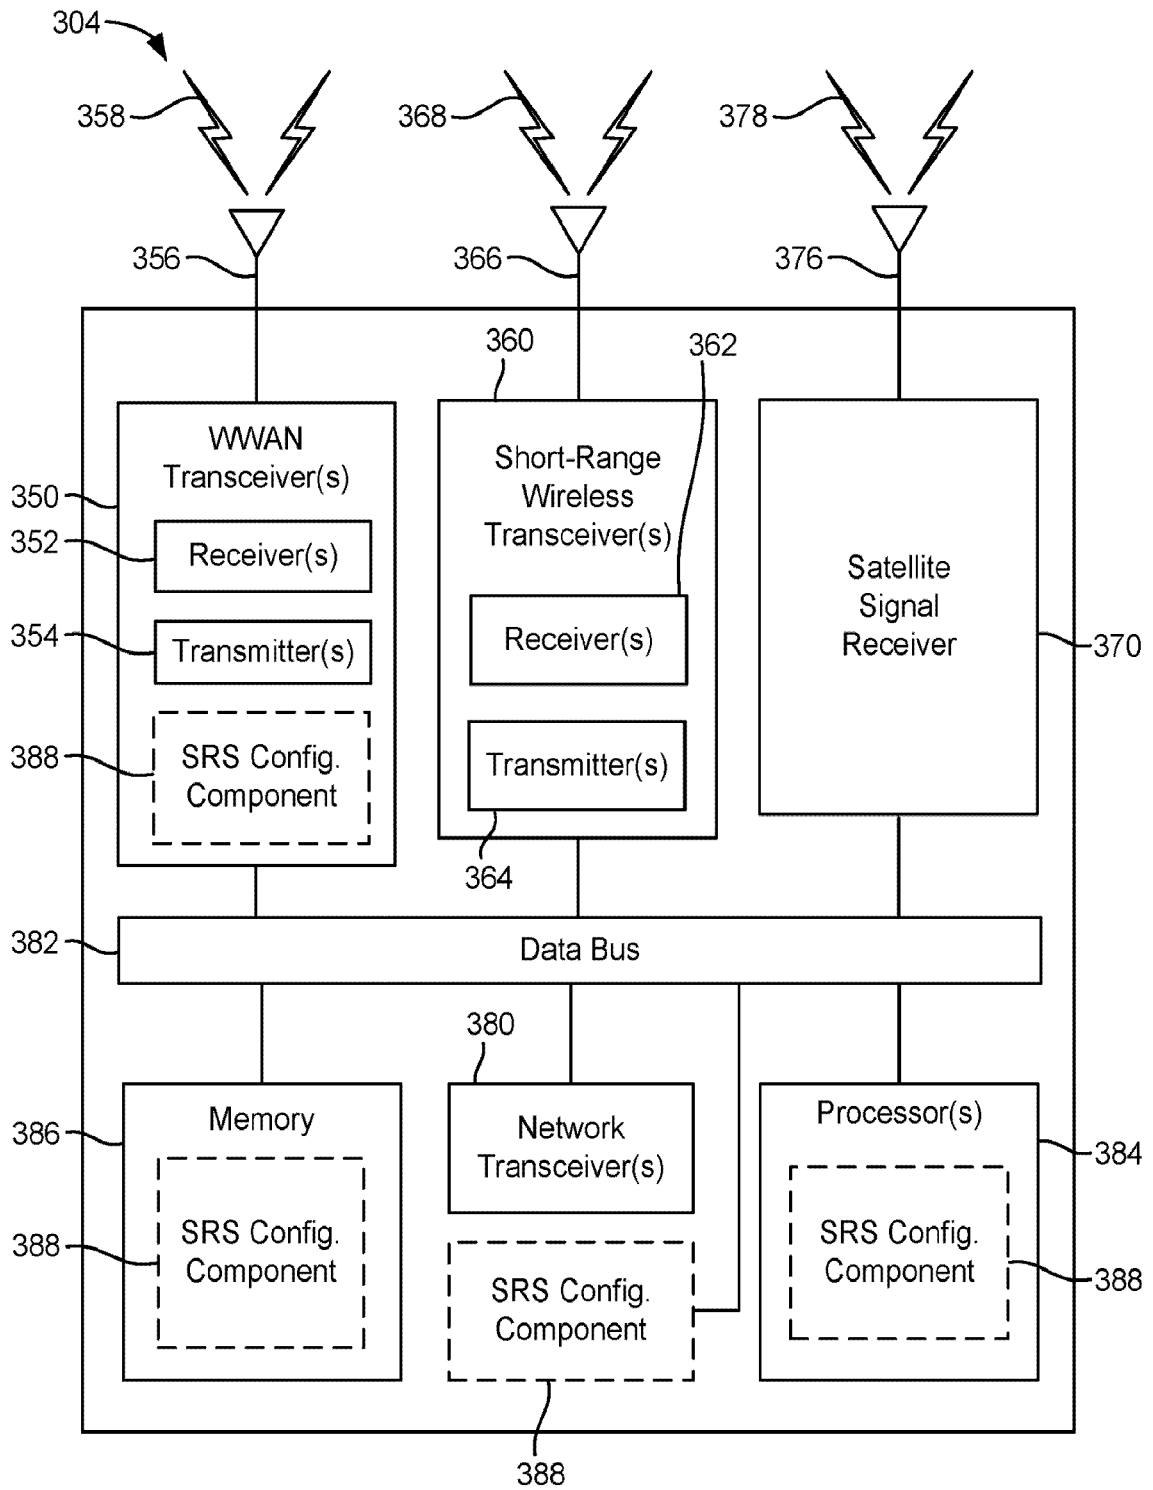 304
358
368
378
356
366
376
360
362
WWAN
Transceiver(s)
350
352
Receiver(s)
354
Transmitter(s)
388
SRS Config.
Component
Short-Range
Wireless
Transceiver(s)
Receiver(s)
Transmitter(s)
364
Satellite
Signal
Receiver
370
382
Data Bus
380
386
Memory
388
SRS Config.
Component
Network
Transceiver(s)
SRS Config.
Component
388
Processor(s)
384
SRS Config.
Component
388